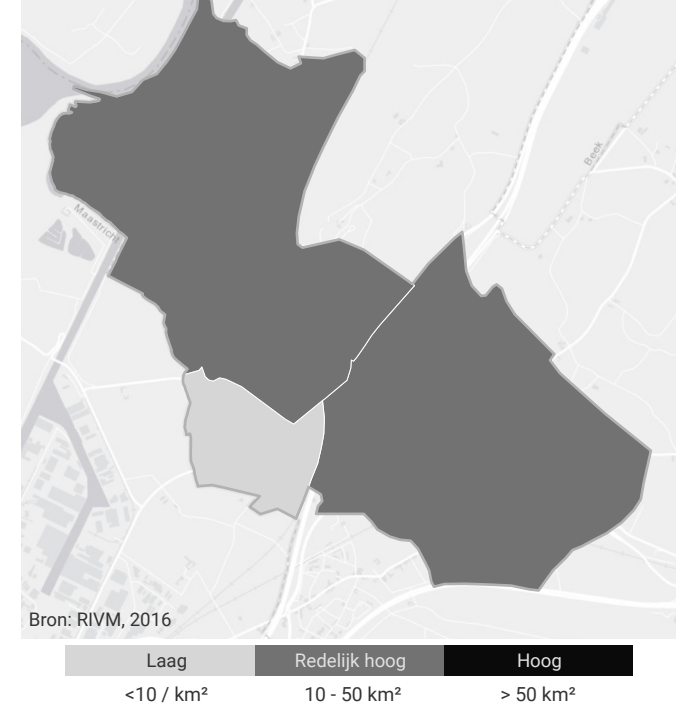 Beek
Maastricht
Bron: RIVM, 2016
Laag Redelijk hoog Hoog
<10 / km² 10 - 50 km² > 50 km²